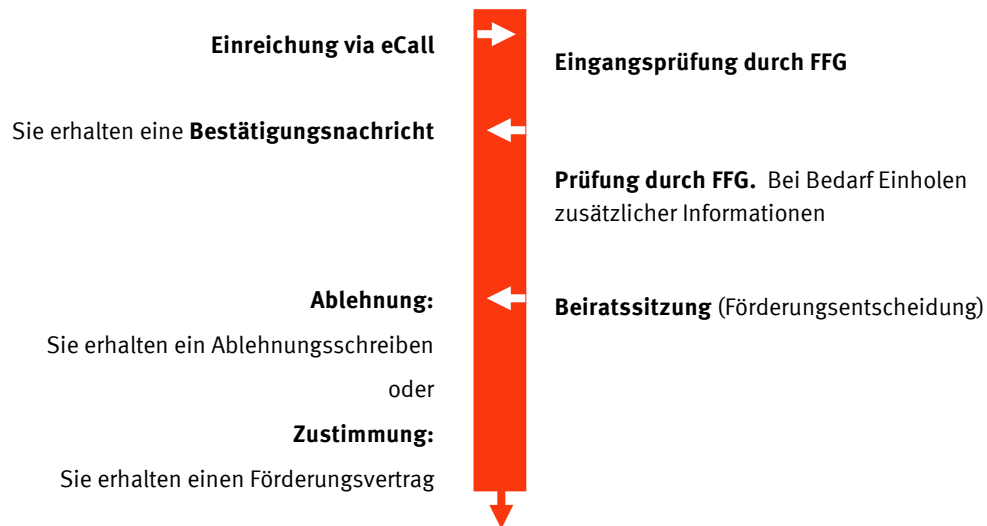 Einreichung via eCall
Eingangsprüfung durch FFG
Sie erhalten eine Bestätigungsnachricht
Prüfung durch FFG. Bei Bedarf Einholen
zusätzlicher Informationen
Ablehnung:
Beiratssitzung (Förderungsentscheidung)
Sie erhalten ein Ablehnungsschreiben
oder
Zustimmung:
Sie erhalten einen Förderungsvertrag